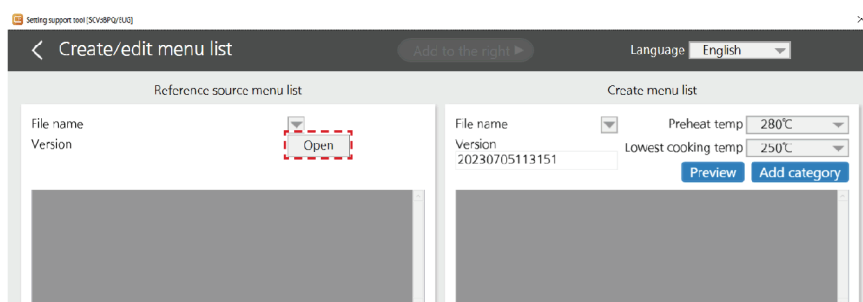 Setting support tool [SCV3BPQ/EUG]
Create/edit menu list
Add to the right ▶
Language English
Reference source menu list
Create menu list
File name
Version
Open
File name
Preheat temp 280℃
Version
Lowest cooking temp 250℃
20230705113151
Preview Add category